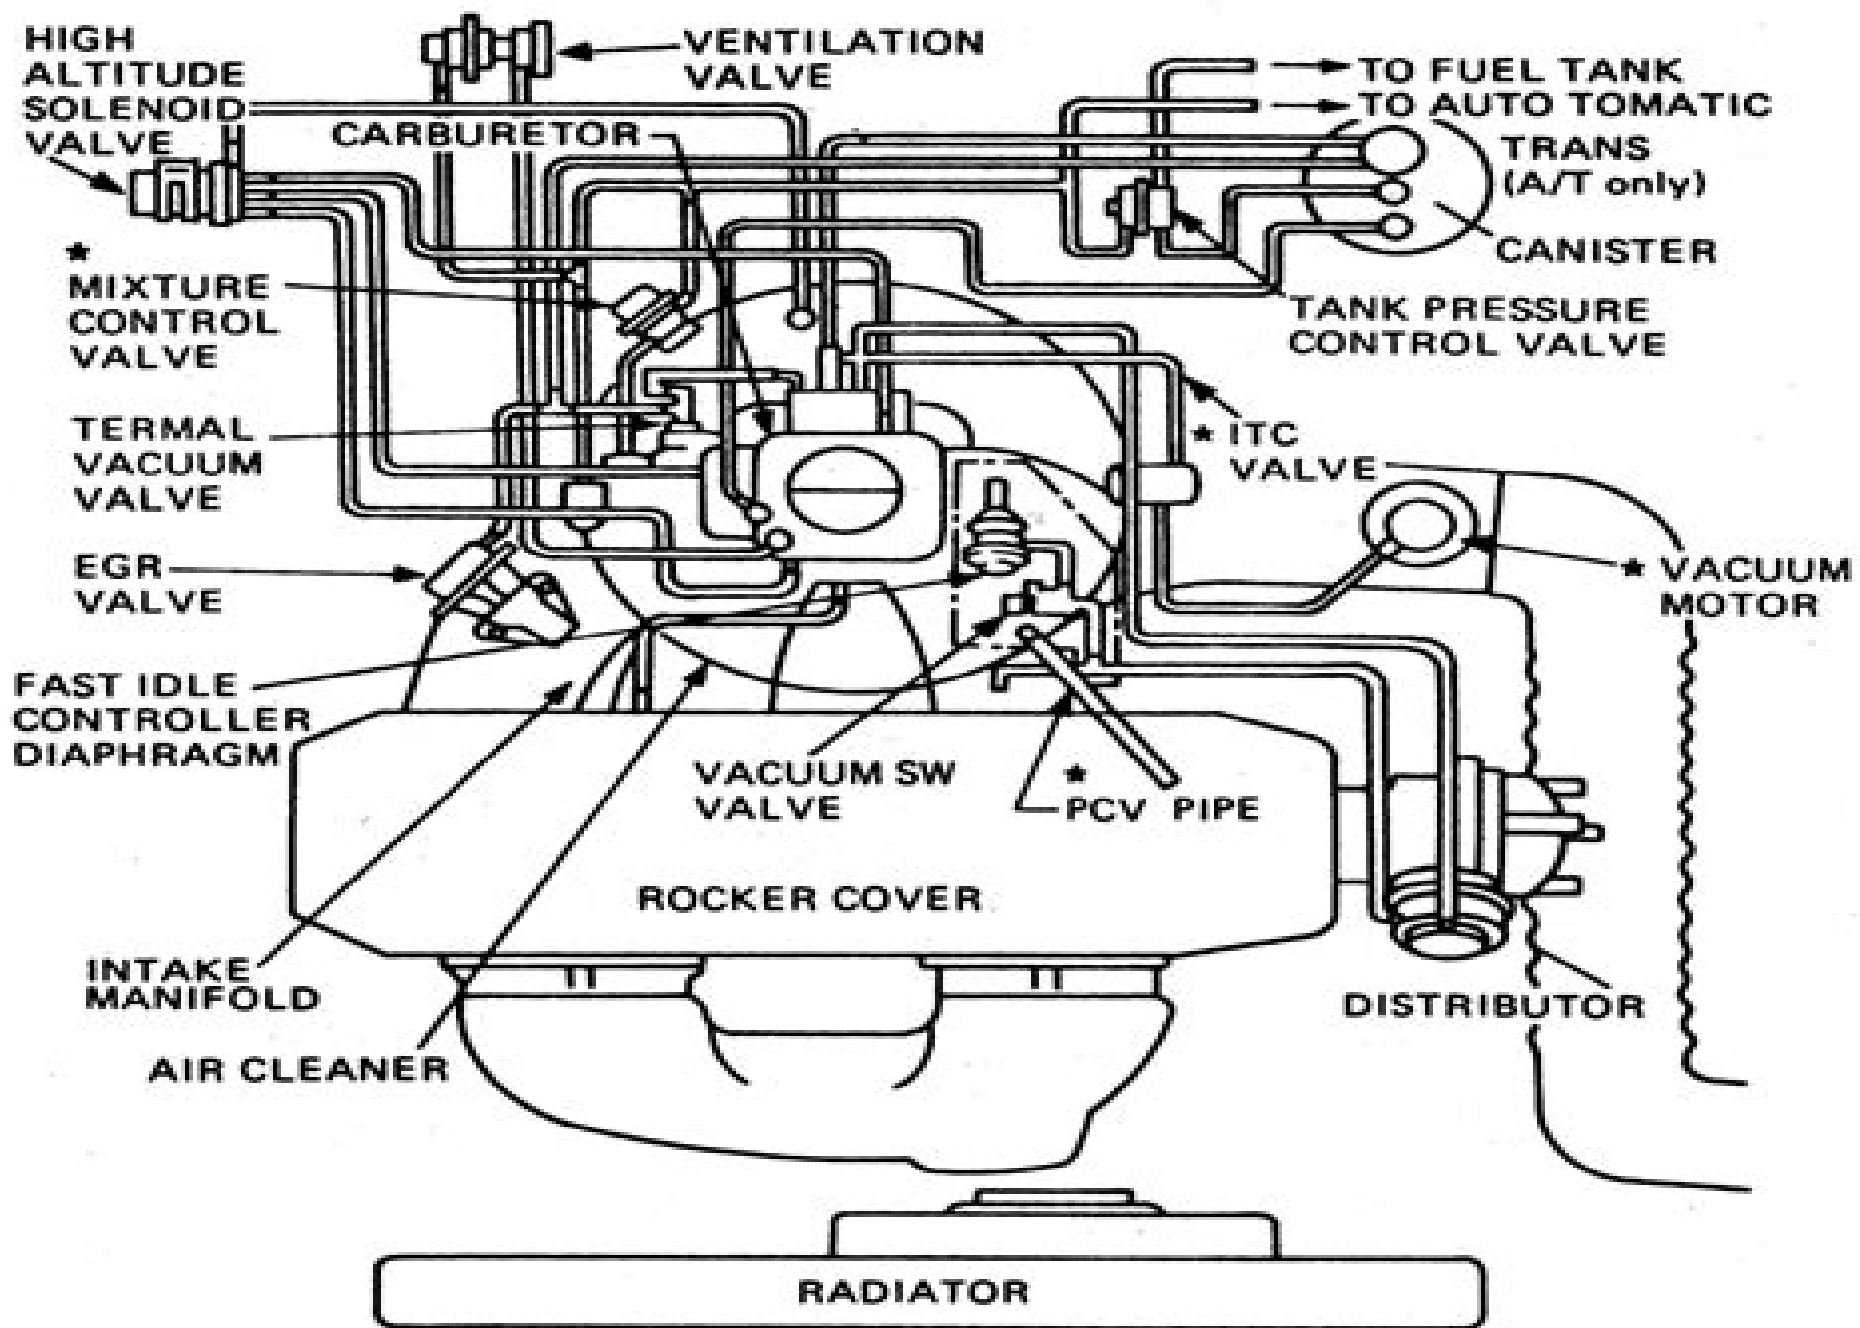 HIGH
ALTITUDE
SOLENOID
VALVE
VENTILATION
VALVE
CARBURETOR
TO FUEL TANK
TO AUTO TOMATIC
TRANS
(A/T only)
CANISTER
TANK PRESSURE
CONTROL VALVE
★
MIXTURE
CONTROL
VALVE
★ ITC
VALVE
TERMAL
VACUUM
VALVE
EGR
VALVE
★ VACUUM
MOTOR
FAST IDLE
CONTROLLER
DIAPHRAGM
VACUUM SW
VALVE
★
PCV PIPE
ROCKER COVER
INTAKE
MANIFOLD
AIR CLEANER
DISTRIBUTOR
RADIATOR